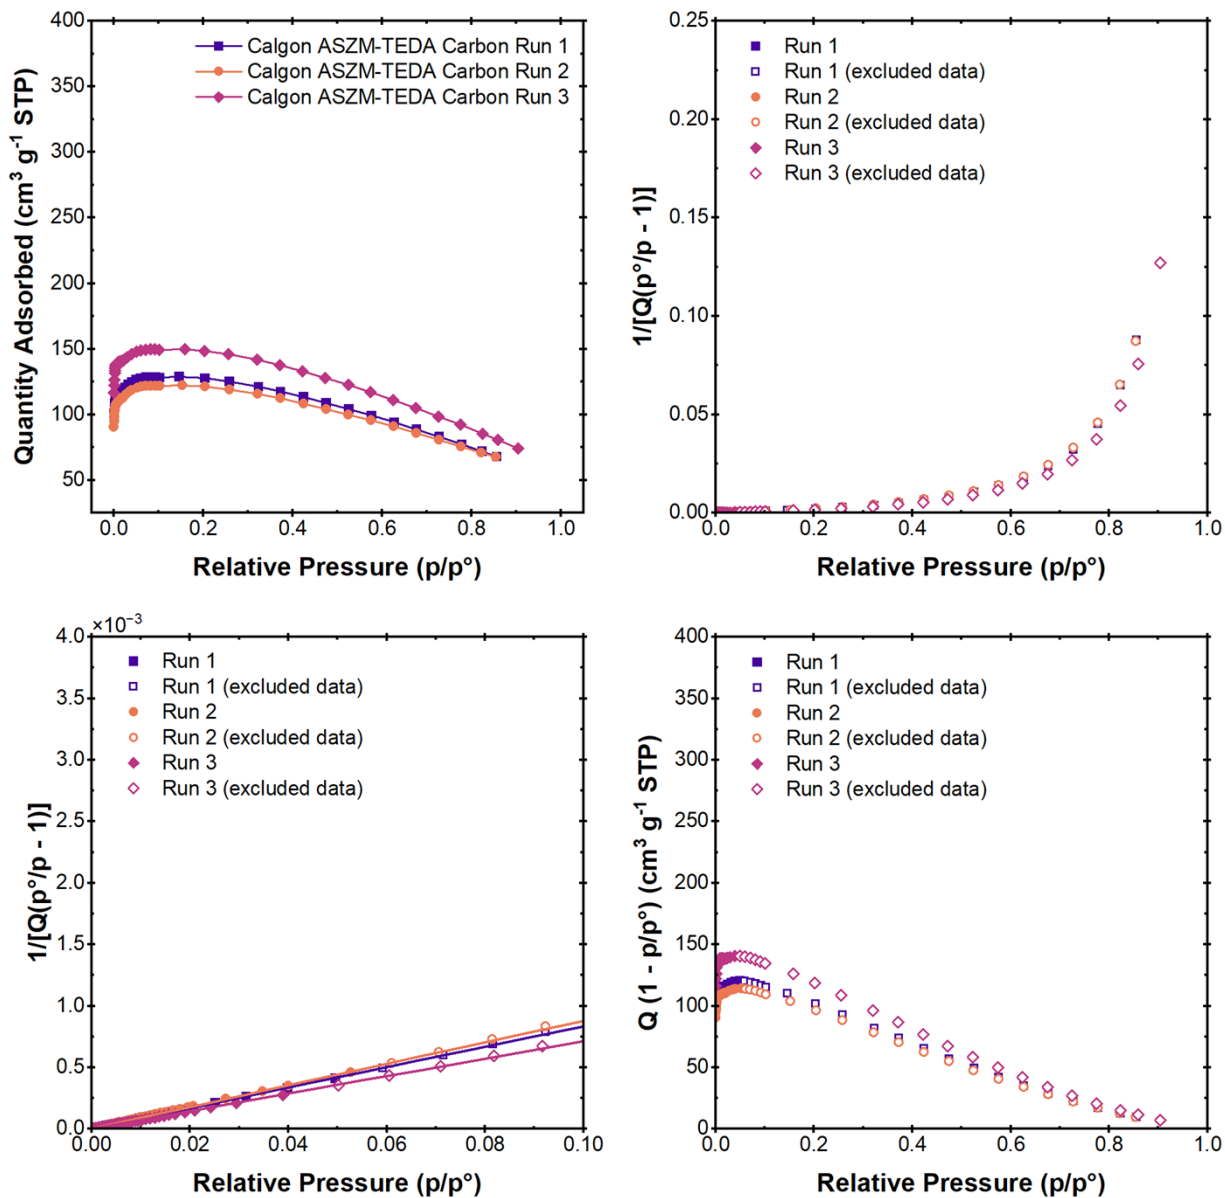 Quantity Adsorbed (cm³ g⁻¹ STP)
400
350
300
250
200
150
100
50
Calgon ASZM-TEDA Carbon Run 1
Calgon ASZM-TEDA Carbon Run 2
Calgon ASZM-TEDA Carbon Run 3
0.0 0.2 0.4 0.6 0.8 1.0
Relative Pressure (p/p°)
1/[Q(p°/p - 1)]
0.25
0.20
0.15
0.10
0.05
0.00
Run 1
Run 1 (excluded data)
Run 2
Run 2 (excluded data)
Run 3
Run 3 (excluded data)
0.0 0.2 0.4 0.6 0.8 1.0
Relative Pressure (p/p°)
1/[Q(p°/p - 1)]
×10⁻³
4.0
3.5
3.0
2.5
2.0
1.5
1.0
0.5
0.0
Run 1
Run 1 (excluded data)
Run 2
Run 2 (excluded data)
Run 3
Run 3 (excluded data)
0.00 0.02 0.04 0.06 0.08 0.10
Relative Pressure (p/p°)
Q (1 - p/p°) (cm³ g⁻¹ STP)
400
350
300
250
200
150
100
50
0
Run 1
Run 1 (excluded data)
Run 2
Run 2 (excluded data)
Run 3
Run 3 (excluded data)
0.0 0.2 0.4 0.6 0.8 1.0
Relative Pressure (p/p°)